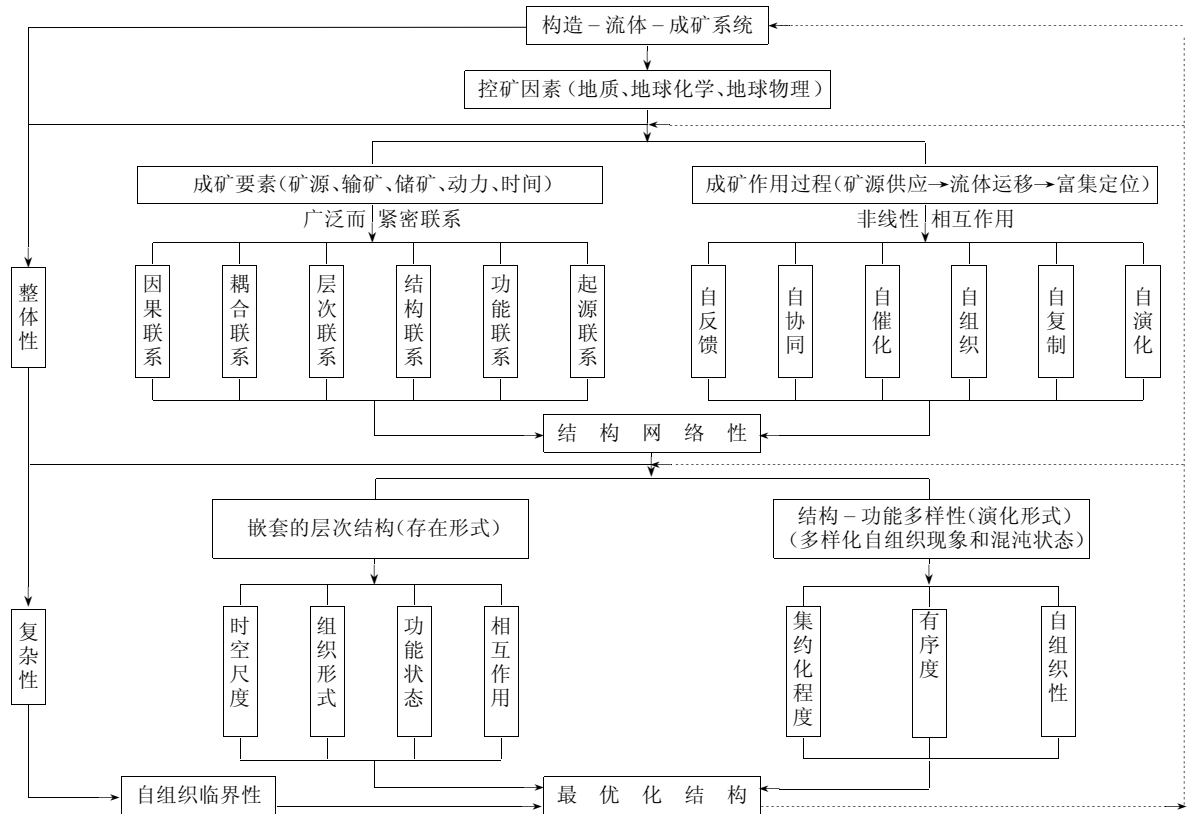 构造－流体－成矿系统
控矿因素(地质、地球化学、地球物理)
成矿要素(矿源、输矿、储矿、动力、时间)
成矿作用过程(矿源供应→流体运移→富集定位)
广泛而 紧密联系
非线性 相互作用
整体性
因果联系
耦合联系
层次联系
结构联系
功能联系
起源联系
自反馈
自协同
自催化
自组织
自复制
自演化
结构网络性
嵌套的层次结构(存在形式)
结构－功能多样性(演化形式)
(多样化自组织现象和混沌状态)
复杂性
时空尺度
组织形式
功能状态
相互作用
集约化程度
有序度
自组织性
自组织临界性
最优化结构